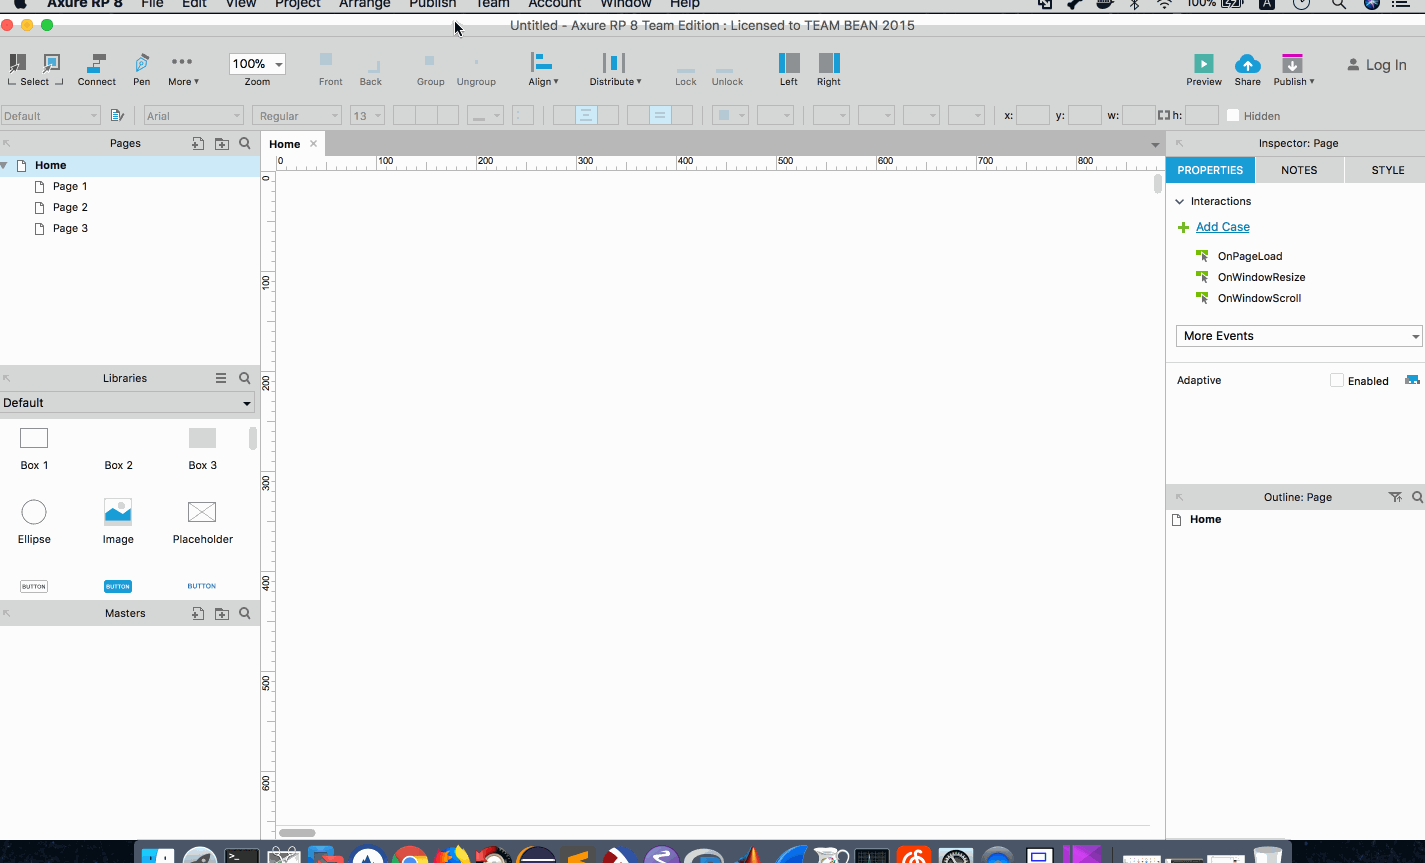 Axure RP 8 File Edit View Project Arrange Publish Team Account Window Help 100% A
Untitled - Axure RP 8 Team Edition : Licensed to TEAM BEAN 2015
100%
Select Connect Pen More Zoom Front Back Group Ungroup Align Distribute Lock Unlock Left Right Preview Share Publish Log In
Default Arial Regular 13 x: y: w: h: Hidden
Pages
Home
Page 1
Page 2
Page 3
Home
0 100 200 300 400 500 600 700 800
0
100
200
300
400
500
600
Libraries
Default
Box 1 Box 2 Box 3
Ellipse Image Placeholder
BUTTON BUTTON BUTTON
Masters
Inspector: Page
PROPERTIES NOTES STYLE
Interactions
Add Case
OnPageLoad
OnWindowResize
OnWindowScroll
More Events
Adaptive Enabled
Outline: Page
Home